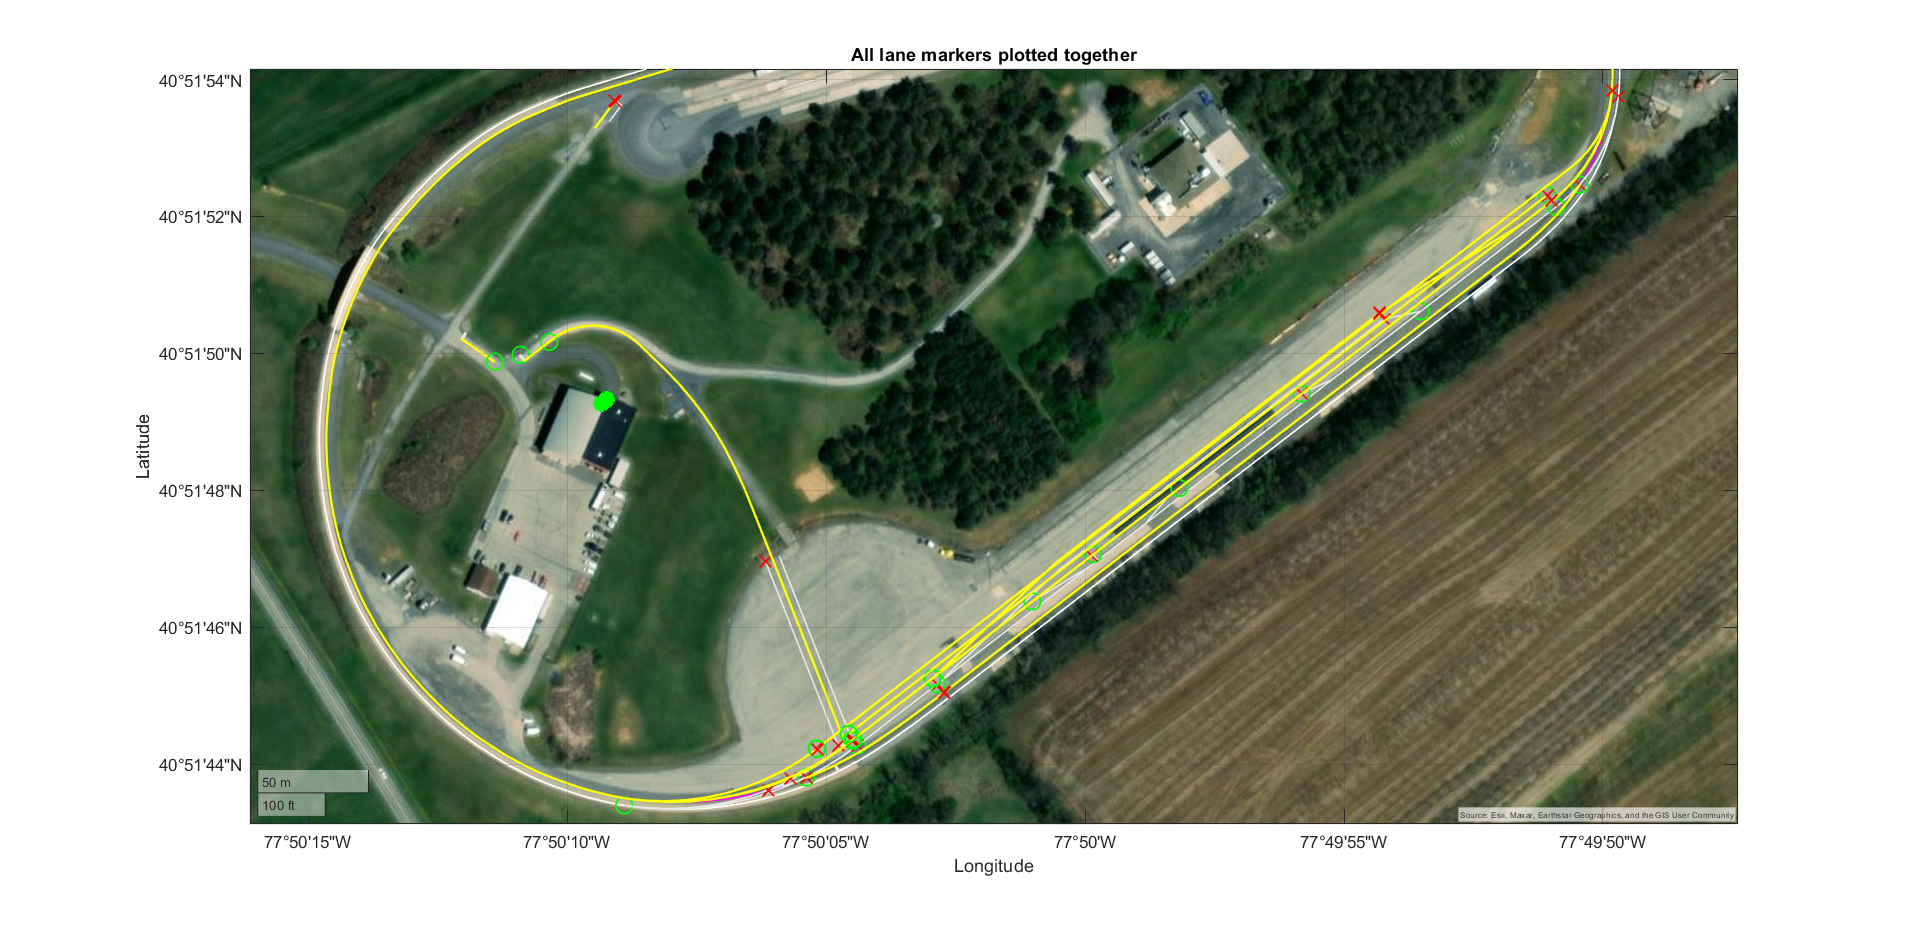 All lane markers plotted together
40°51'54"N
40°51'52"N
40°51'50"N
40°51'48"N
40°51'46"N
40°51'44"N
Latitude
50 m
100 ft
Source: Esri, Maxar, Earthstar Geographics, and the GIS User Community
77°50'15"W
77°50'10"W
77°50'05"W
77°50'W
77°49'55"W
77°49'50"W
Longitude